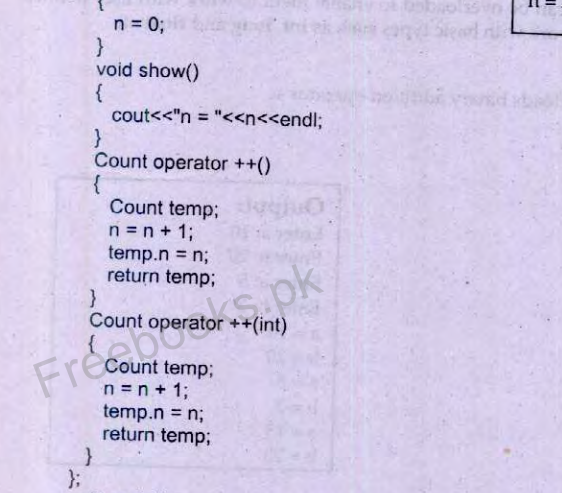 {
n = 0;
}
void show()
{
cout<<"n = "<<n<<endl;
}
Count operator ++()
{
Count temp;
n = n + 1;
temp.n = n;
return temp;
}
Count operator ++(int)
{
Count temp;
n = n + 1;
temp.n = n;
return temp;
}
};
Freebooks.pk